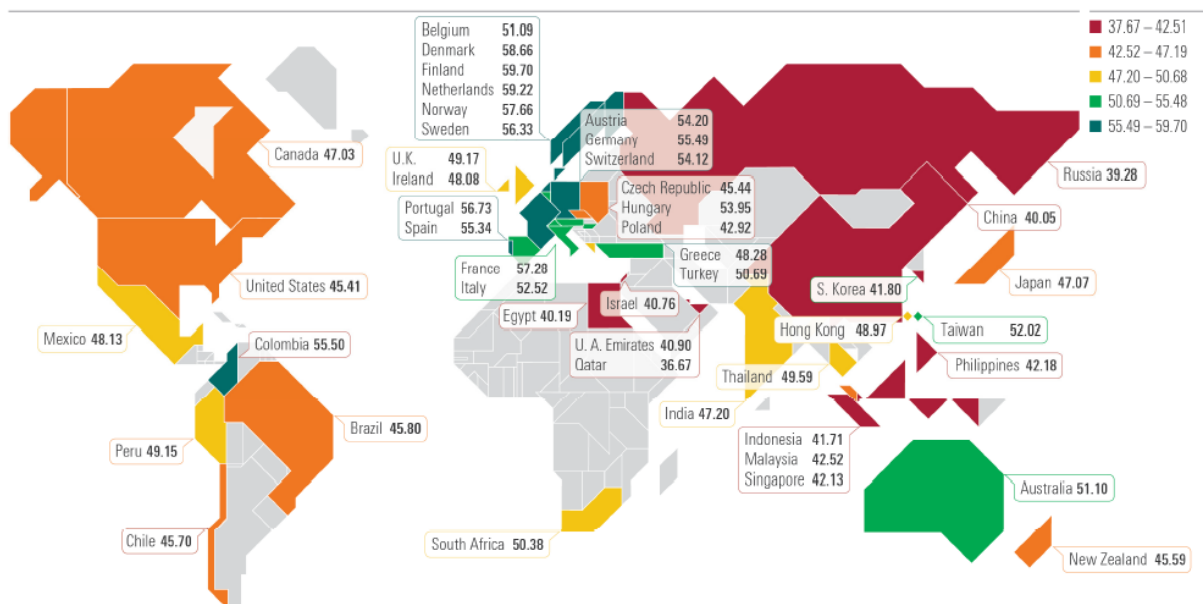 37.67 – 42.51
42.52 – 47.19
47.20 – 50.68
50.69 – 55.48
55.49 – 59.70
Belgium 51.09
Denmark 58.66
Finland 59.70
Netherlands 59.22
Norway 57.66
Sweden 56.33
Austria 54.20
Germany 55.49
Switzerland 54.12
Canada 47.03
U.K. 49.17
Ireland 48.08
Russia 39.28
Czech Republic 45.44
Hungary 53.95
Poland 42.92
Portugal 56.73
Spain 55.34
China 40.05
Greece 48.28
Turkey 50.69
France 57.28
Italy 52.52
United States 45.41
S. Korea 41.80
Japan 47.07
Israel 40.76
Egypt 40.19
Mexico 48.13
Colombia 55.50
Hong Kong 48.97
Taiwan 52.02
U. A. Emirates 40.90
Qatar 36.67
Philippines 42.18
Thailand 49.59
India 47.20
Brazil 45.80
Peru 49.15
Indonesia 41.71
Malaysia 42.52
Singapore 42.13
Australia 51.10
Chile 45.70
South Africa 50.38
New Zealand 45.59